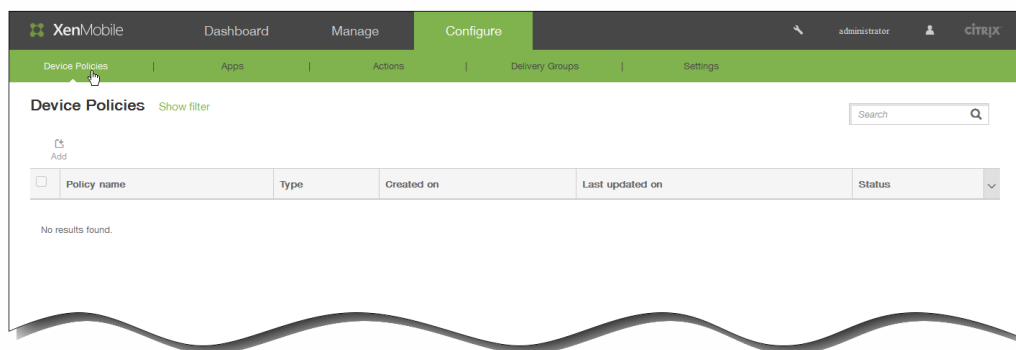 XenMobile Dashboard Manage Configure administrator CITRIX
Device Policies | Apps | Actions | Delivery Groups | Settings
Device Policies Show filter
Search
Add
Policy name Type Created on Last updated on Status
No results found.